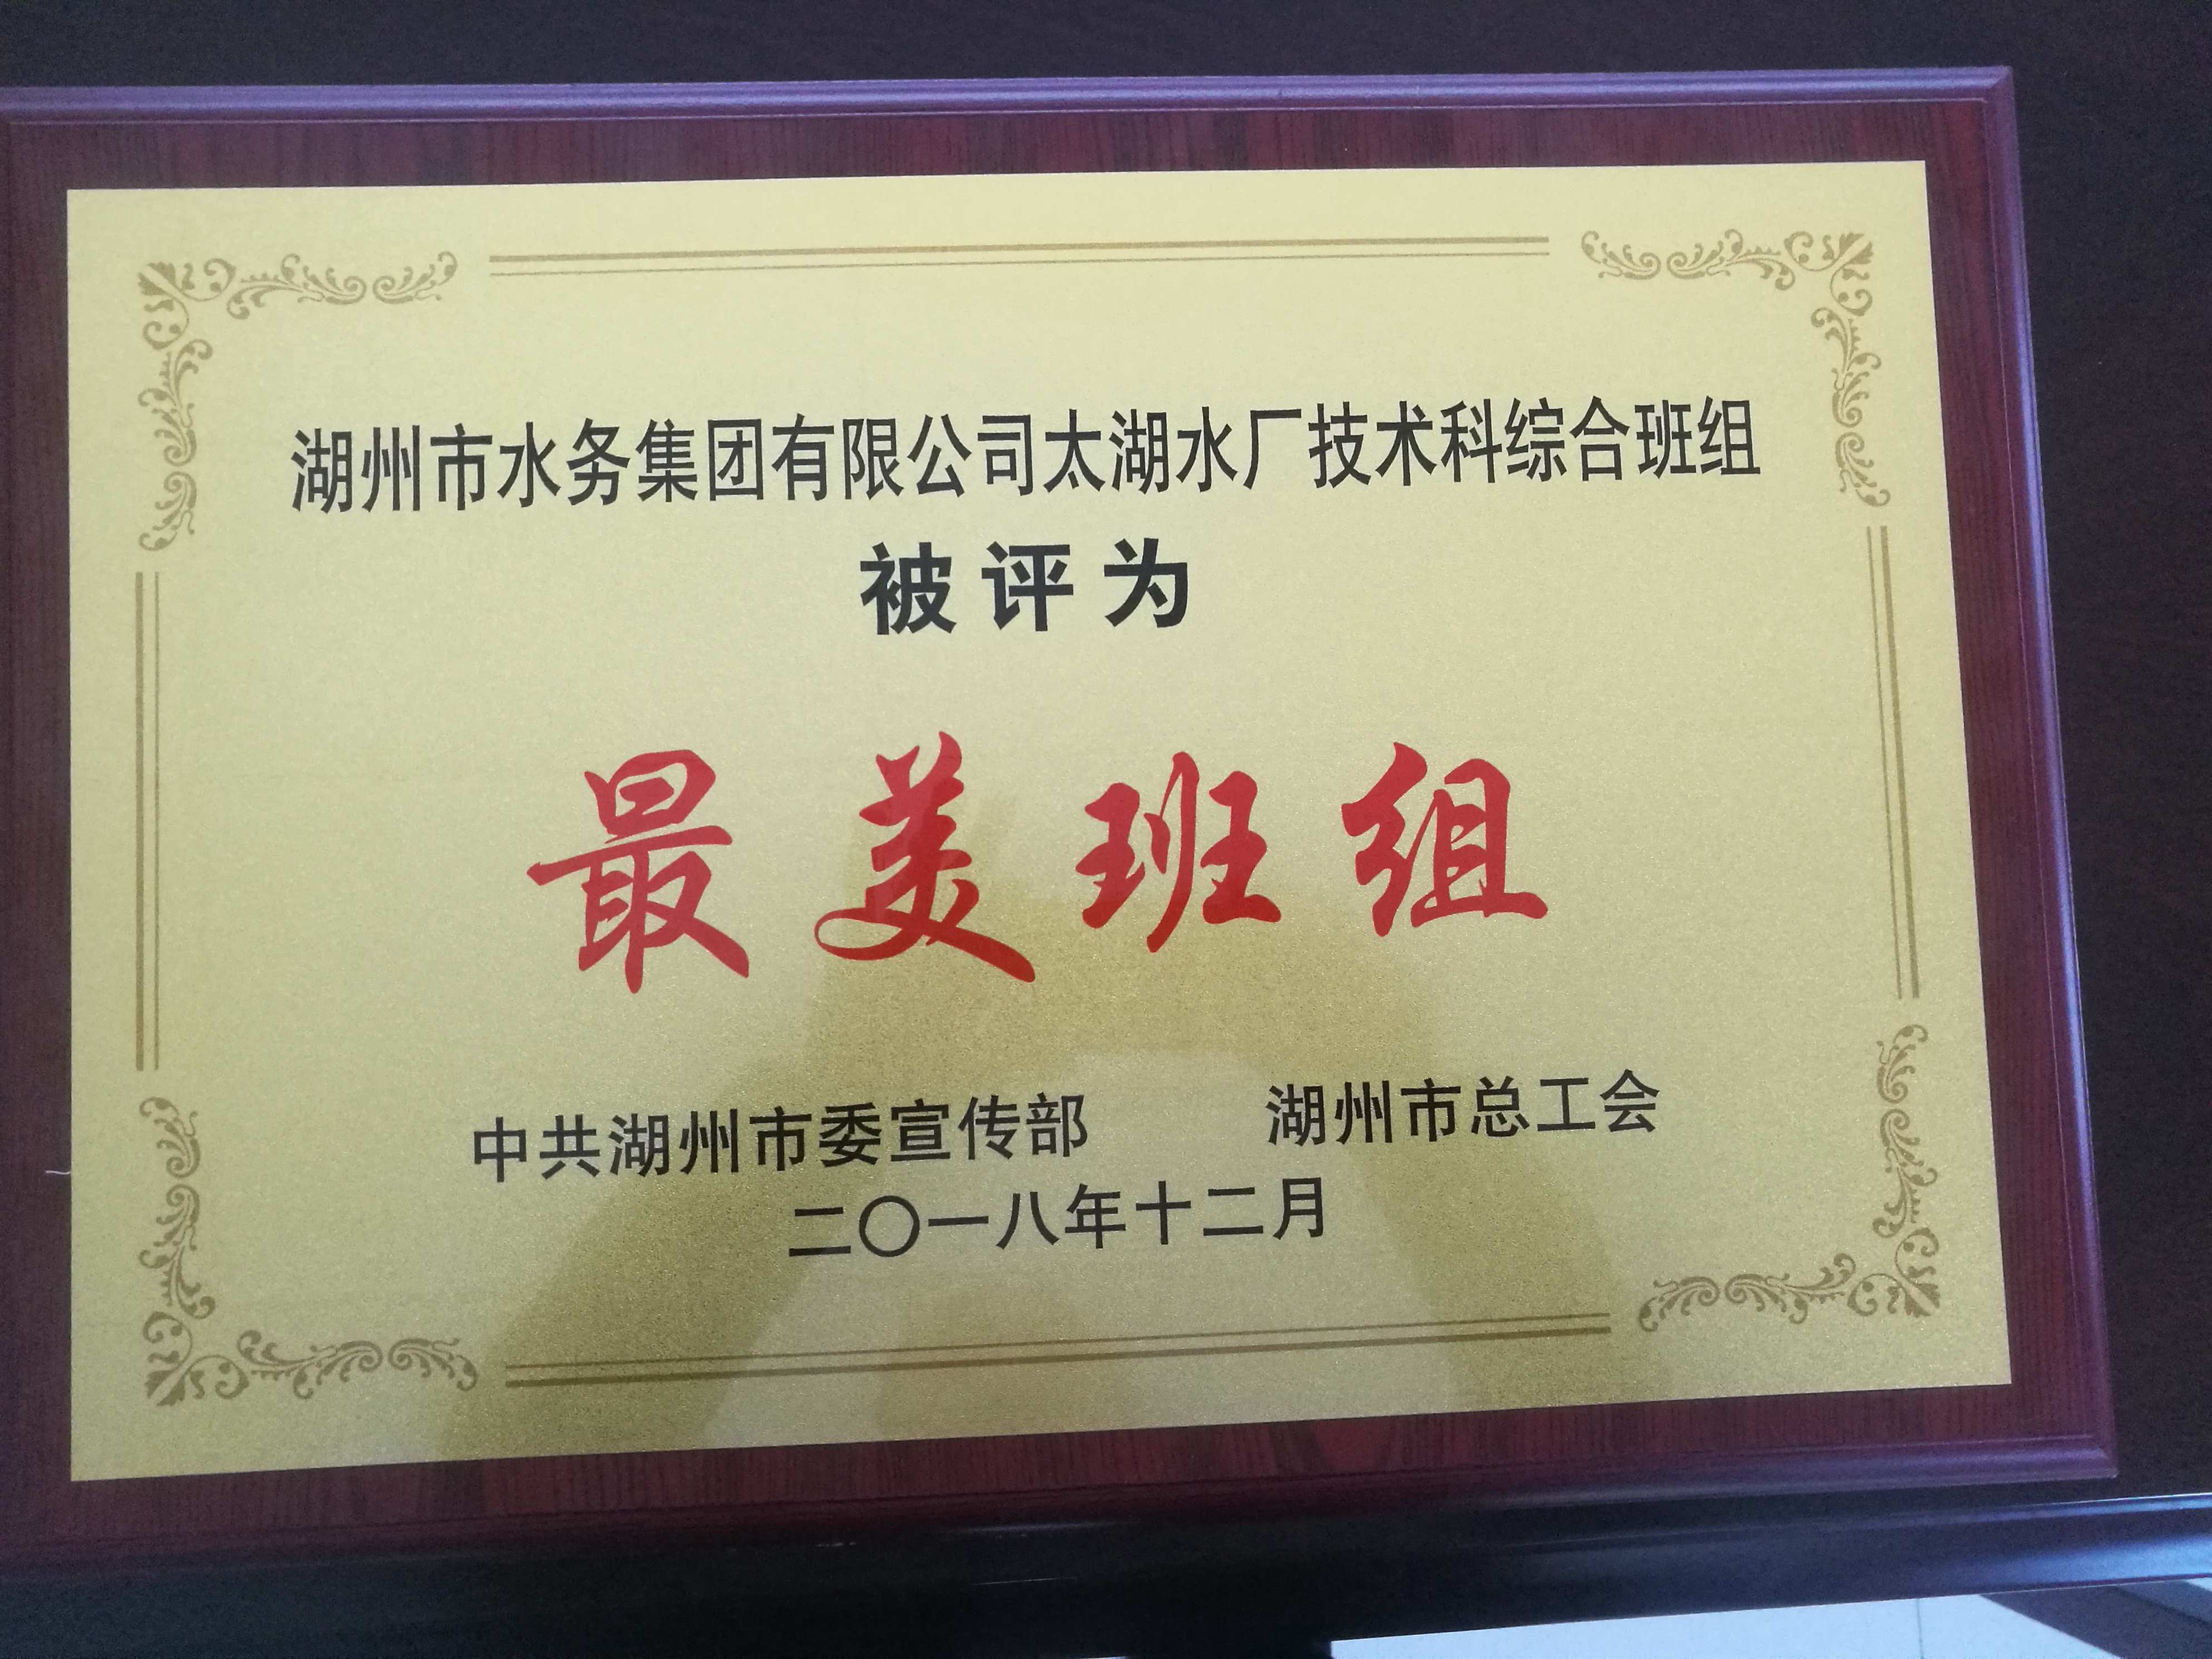 湖州市水务集团有限公司太湖水厂技术科综合班组
被评为
最美班组
中共湖州市委宣传部 湖州市总工会
二〇一八年十二月